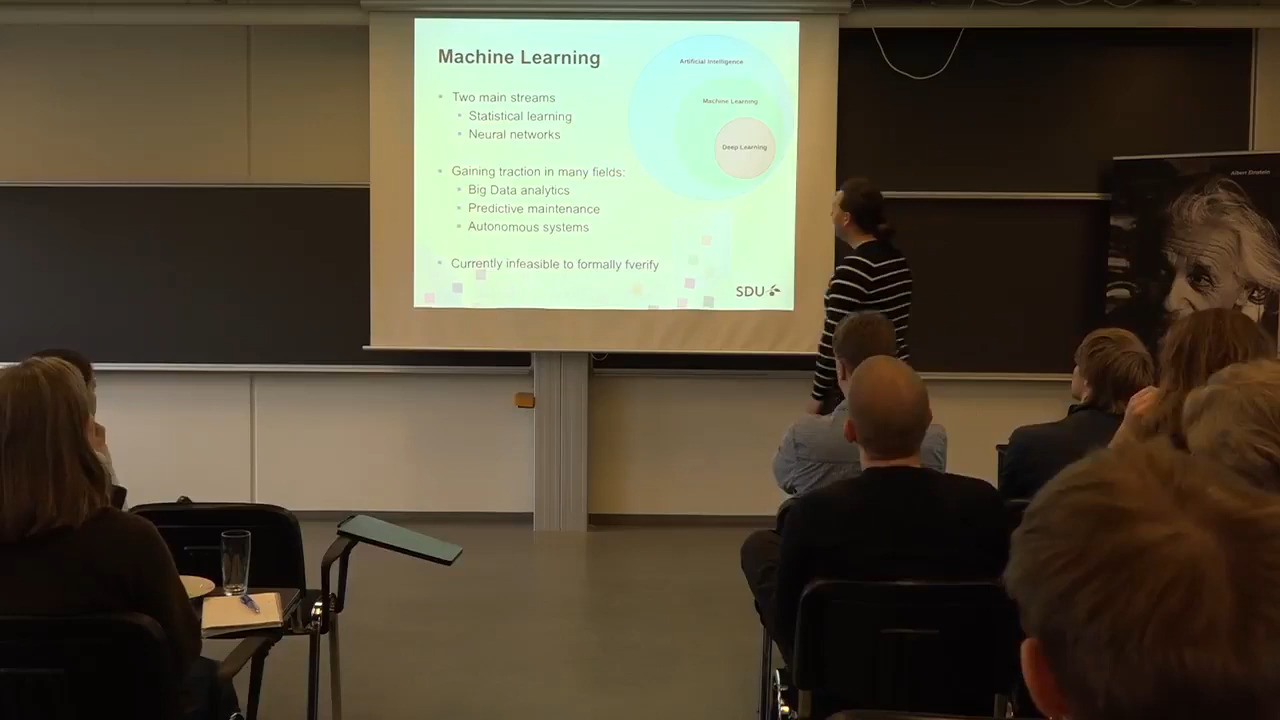 Machine Learning
Two main streams
Statistical learning
Neural networks
Gaining traction in many fields:
Big Data analytics
Predictive maintenance
Autonomous systems
Currently infeasible to formally fverify
Artificial Intelligence
Machine Learning
Deep Learning
SDU
Albert Einstein